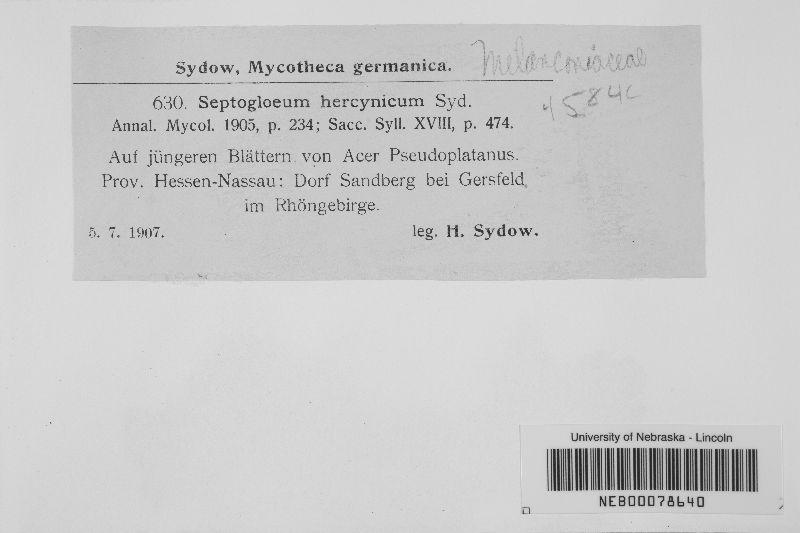 Sydow, Mycotheca germanica.
Melanconiaceae
630. Septogloeum hercynicum Syd.
45842
Annal. Mycol. 1905, p. 234; Sacc. Syll. XVIII, p. 474.
Auf jüngeren Blättern von Acer Pseudoplatanus.
Prov. Hessen-Nassau: Dorf Sandberg bei Gersfeld
im Rhöngebirge.
5. 7. 1907. leg. H. Sydow.
University of Nebraska - Lincoln
NEB00078640